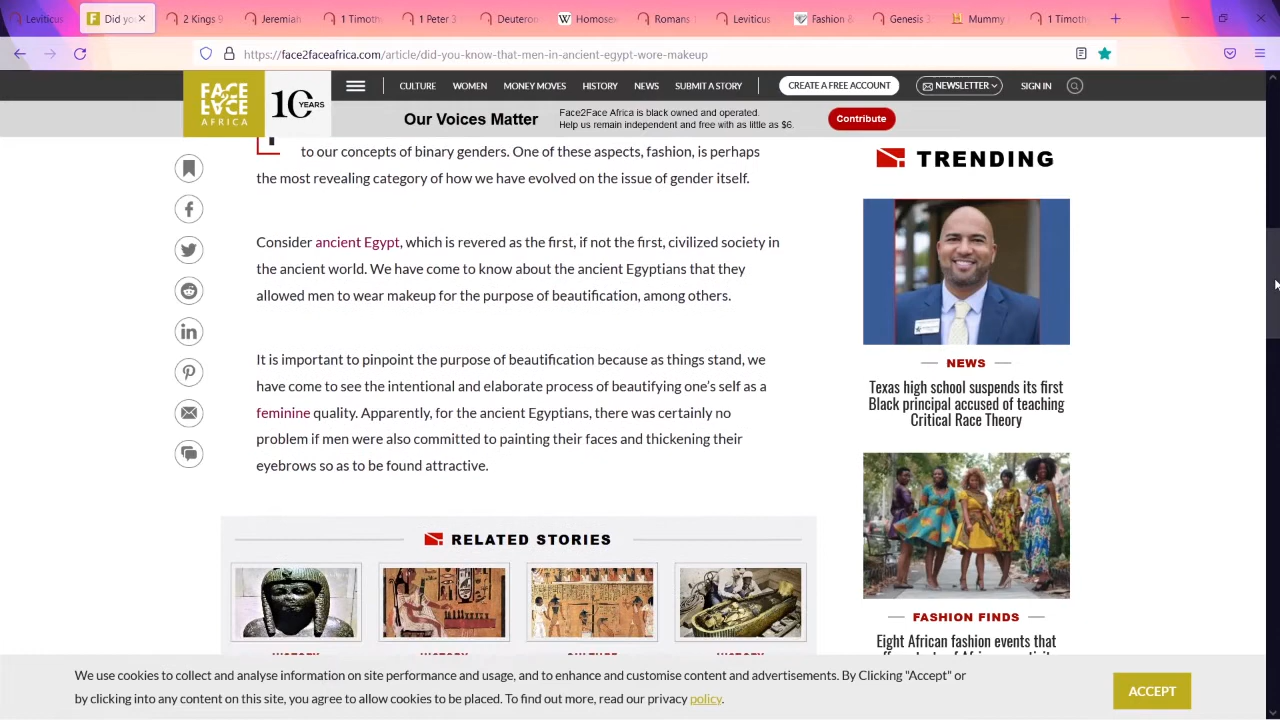 Leviticus
Did you
2 Kings 9
Jeremiah
1 Timoth
1 Peter 3
Deutero
Homose
Romans
Leviticus
Fashion &
Genesis 3
Mummy
1 Timoth
https://face2faceafrica.com/article/did-you-know-that-men-in-ancient-egypt-wore-makeup
FACE
2
FACE
AFRICA
10 YEARS
CULTURE
WOMEN
MONEY MOVES
HISTORY
NEWS
SUBMIT A STORY
CREATE A FREE ACCOUNT
NEWSLETTER
SIGN IN
Our Voices Matter
Face2Face Africa is black owned and operated.
Help us remain independent and free with as little as $6.
Contribute
to our concepts of binary genders. One of these aspects, fashion, is perhaps
the most revealing category of how we have evolved on the issue of gender itself.
Consider ancient Egypt, which is revered as the first, if not the first, civilized society in
the ancient world. We have come to know about the ancient Egyptians that they
allowed men to wear makeup for the purpose of beautification, among others.
It is important to pinpoint the purpose of beautification because as things stand, we
have come to see the intentional and elaborate process of beautifying one's self as a
feminine quality. Apparently, for the ancient Egyptians, there was certainly no
problem if men were also committed to painting their faces and thickening their
eyebrows so as to be found attractive.
RELATED STORIES
TRENDING
NEWS
Texas high school suspends its first
Black principal accused of teaching
Critical Race Theory
FASHION FINDS
Eight African fashion events that
We use cookies to collect and analyse information on site performance and usage, and to enhance and customise content and advertisements. By Clicking "Accept" or
by clicking into any content on this site, you agree to allow cookies to be placed. To find out more, read our privacy policy.
ACCEPT